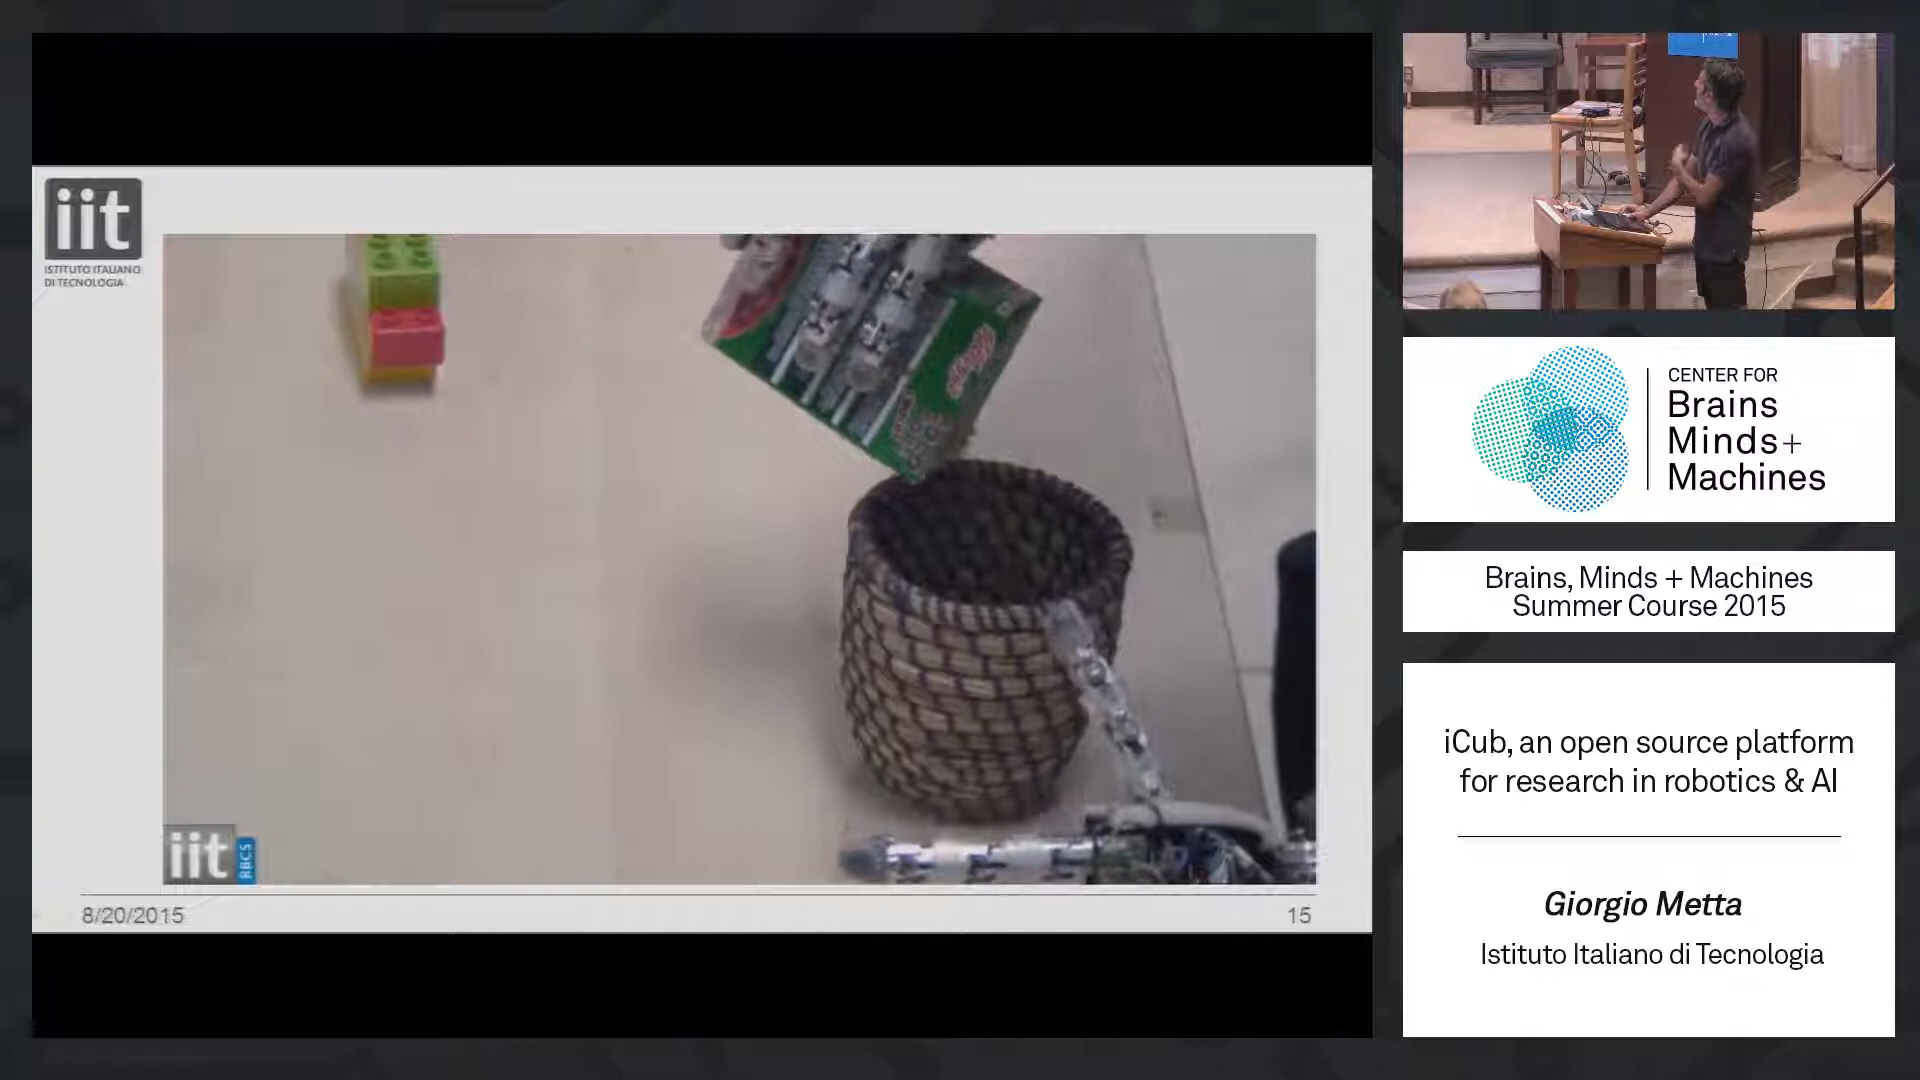 iit
ISTITUTO ITALIANO
DI TECNOLOGIA
Kellogg's
iit
RBCS
8/20/2015
15
CENTER FOR
Brains
Minds+
Machines
Brains, Minds + Machines
Summer Course 2015
iCub, an open source platform
for research in robotics & AI
Giorgio Metta
Istituto Italiano di Tecnologia